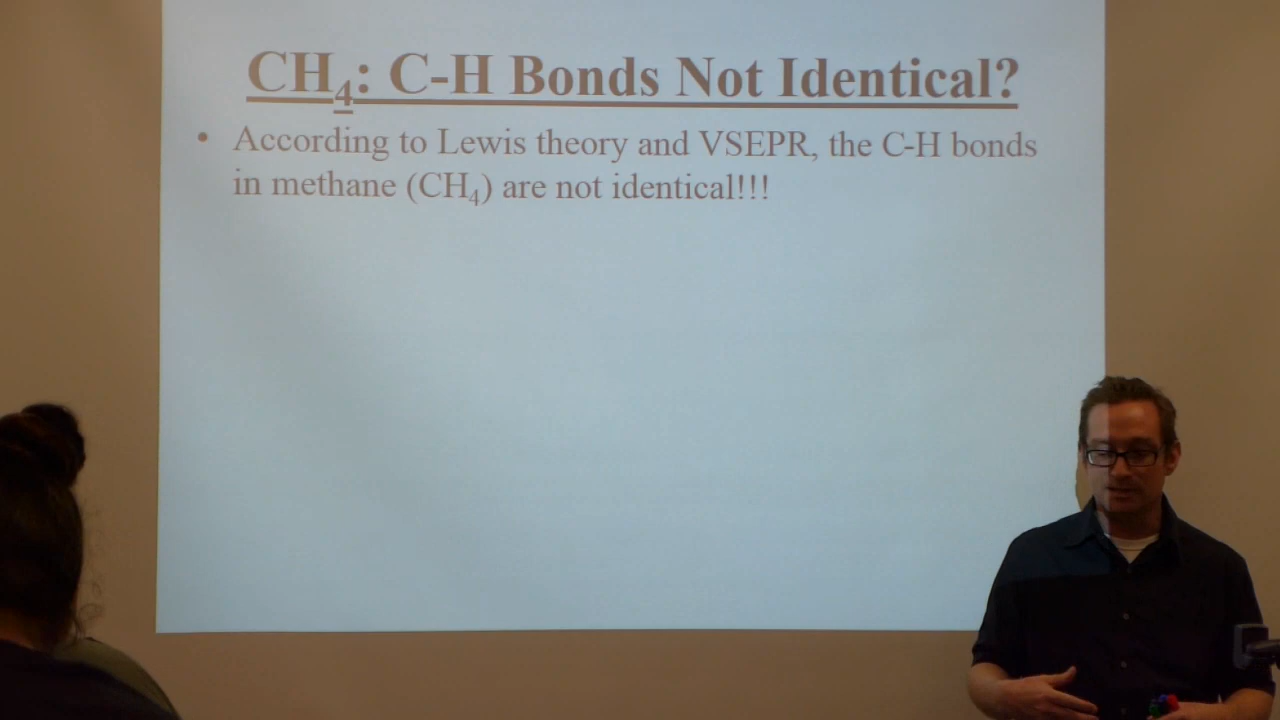 CH₄: C-H Bonds Not Identical?
• According to Lewis theory and VSEPR, the C-H bonds
in methane (CH₄) are not identical!!!